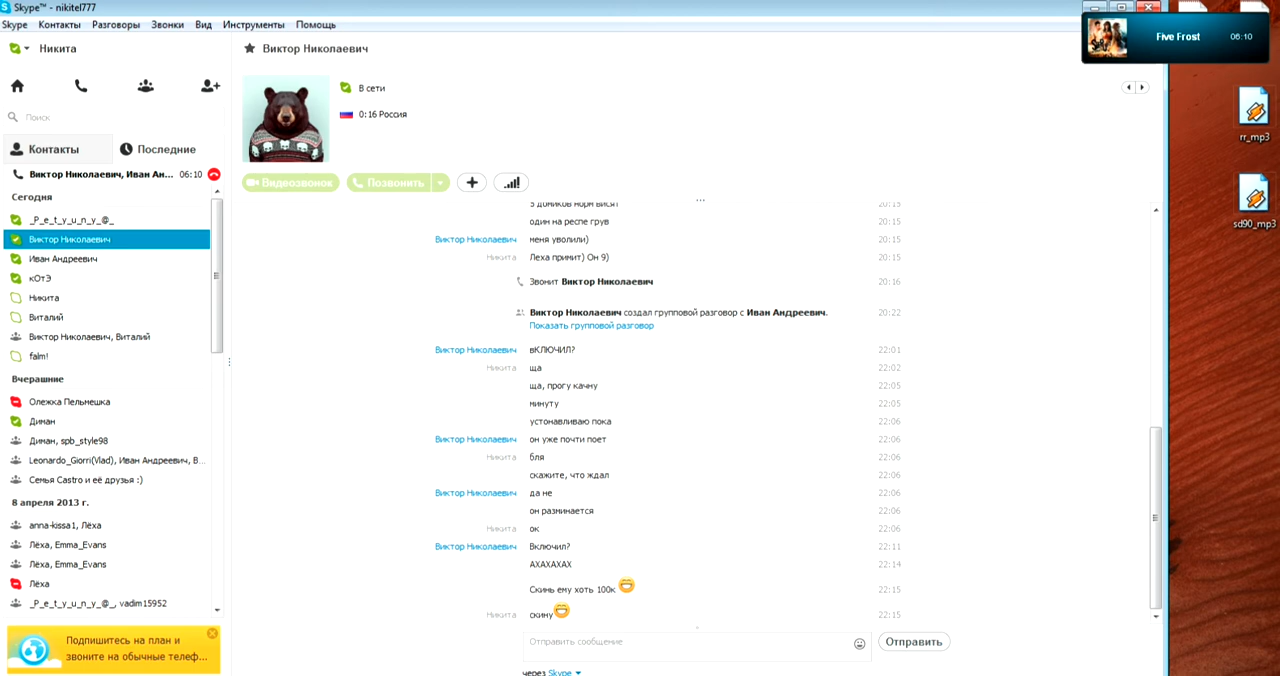 Skype™ - nikitel777
Skype Контакты Разговоры Звонки Вид Инструменты Помощь
Никита
Поиск
Контакты Последние
Виктор Николаевич, Иван Ан... 06:10
Сегодня
_P_e_t_y_u_n_y_@_
Виктор Николаевич
Иван Андреевич
кОтЭ
Никита
Виталий
Виктор Николаевич, Виталий
falm!
Вчерашние
Олежка Пельмешка
Диман
Диман, spb_style98
Leonardo_Giorri(Vlad), Иван Андреевич, В...
Семья Castro и её друзья :)
8 апреля 2013 г.
anna-kissa1, Лёха
Лёха, Emma_Evans
Лёха, Emma_Evans
Лёха
_P_e_t_y_u_n_y_@_, vadim15952
Подпишитесь на план и
звоните на обычные телеф...
Виктор Николаевич
В сети
0:16 Россия
Видеозвонок Позвонить
5 домиков норм висят 20:15
один на респе грув 20:15
Виктор Николаевич меня уволили) 20:15
Никита Леха примит) Он 9) 20:15
Звонит Виктор Николаевич 20:16
Виктор Николаевич создал групповой разговор с Иван Андреевич. 20:22
Показать групповой разговор
Виктор Николаевич вКЛЮЧИЛ? 22:01
Никита ща 22:02
ща, прогу качну 22:05
минуту 22:05
устонавливаю пока 22:06
Виктор Николаевич он уже почти поет 22:06
Никита бля 22:06
скажите, что ждал 22:06
Виктор Николаевич да не 22:06
он разминается 22:06
Никита ок 22:06
Виктор Николаевич Включил? 22:11
АХАХАХАХ 22:14
Скинь ему хоть 100к 22:15
Никита скину 22:15
Отправить сообщение Отправить
через Skype
Five Frost 06:10
rr_mp3
sd90_mp3